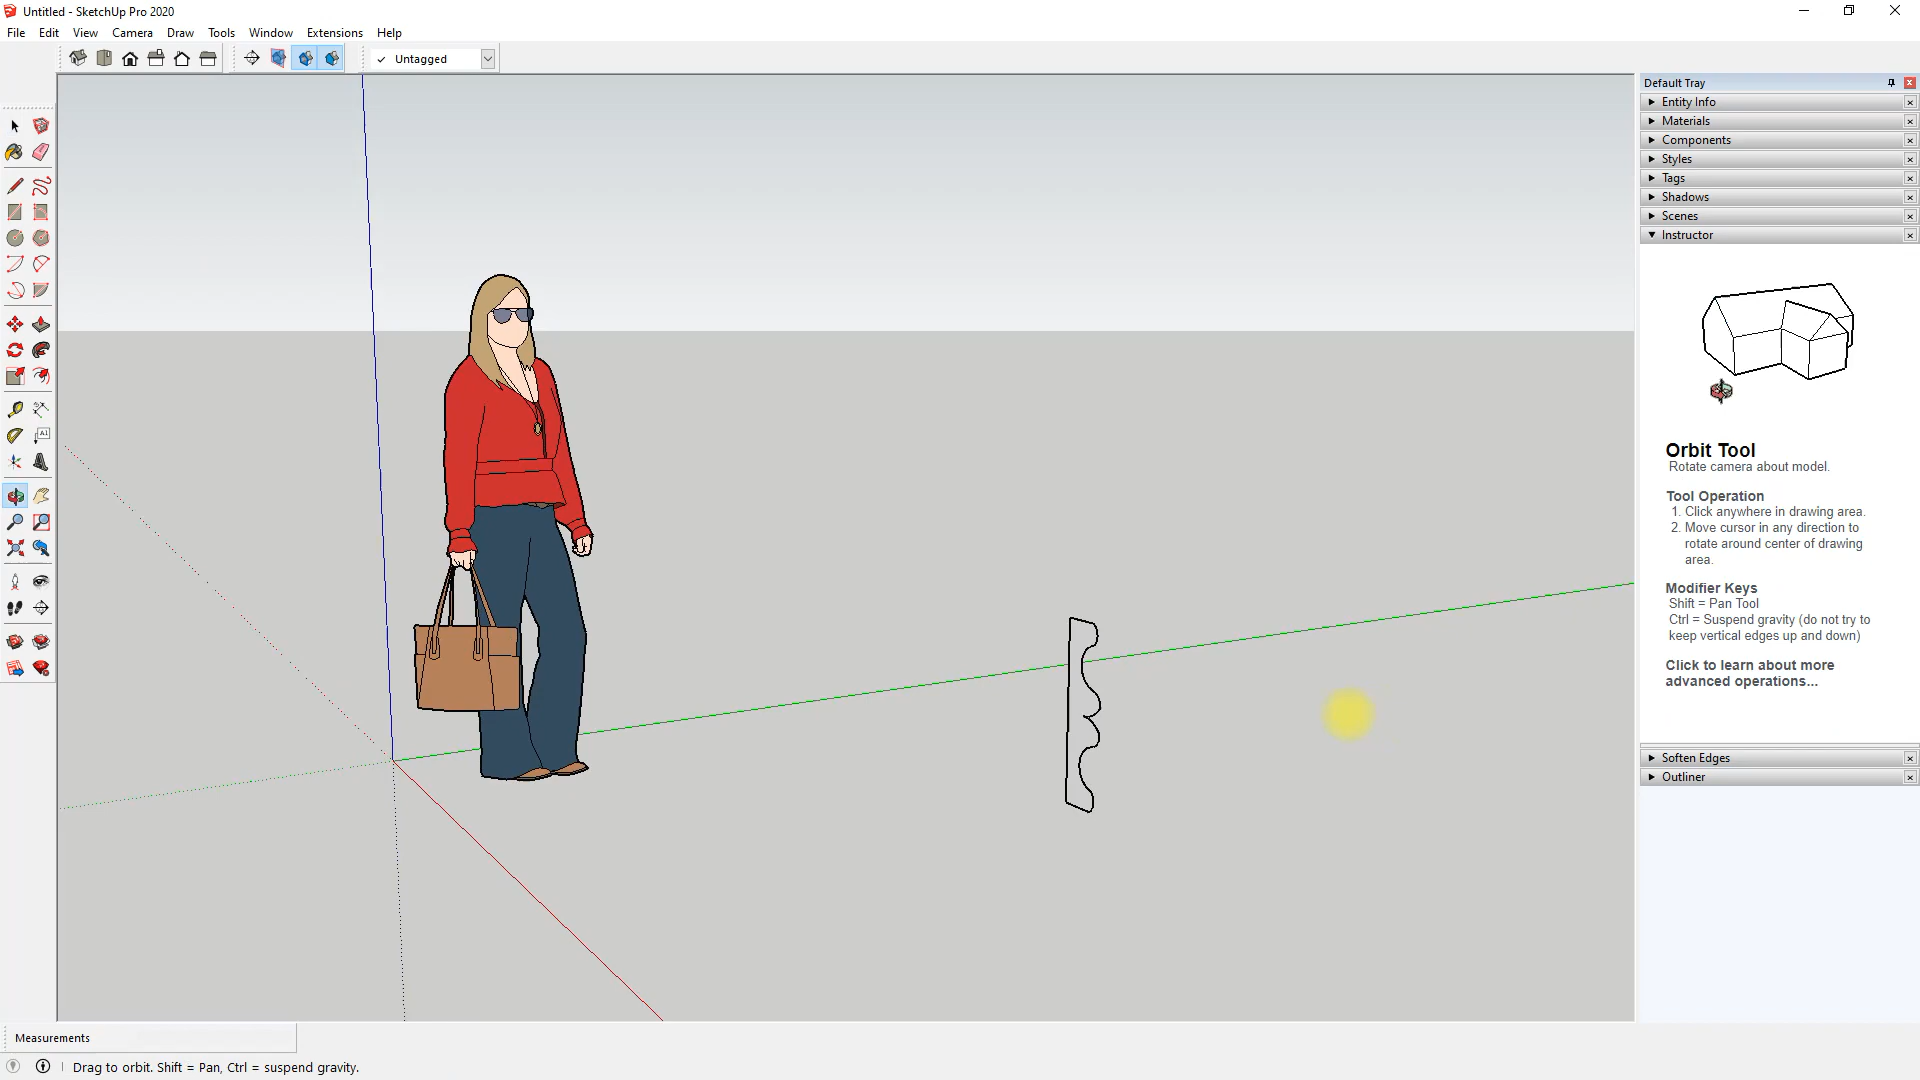 Untitled - SketchUp Pro 2020
File Edit View Camera Draw Tools Window Extensions Help
✓ Untagged
Default Tray
Entity Info
Materials
Components
Styles
Tags
Shadows
Scenes
Instructor
Orbit Tool
Rotate camera about model.
Tool Operation
1. Click anywhere in drawing area.
2. Move cursor in any direction to
rotate around center of drawing
area.
Modifier Keys
Shift = Pan Tool
Ctrl = Suspend gravity (do not try to
keep vertical edges up and down)
Click to learn about more
advanced operations...
Soften Edges
Outliner
A1
Measurements
Drag to orbit. Shift = Pan, Ctrl = suspend gravity.